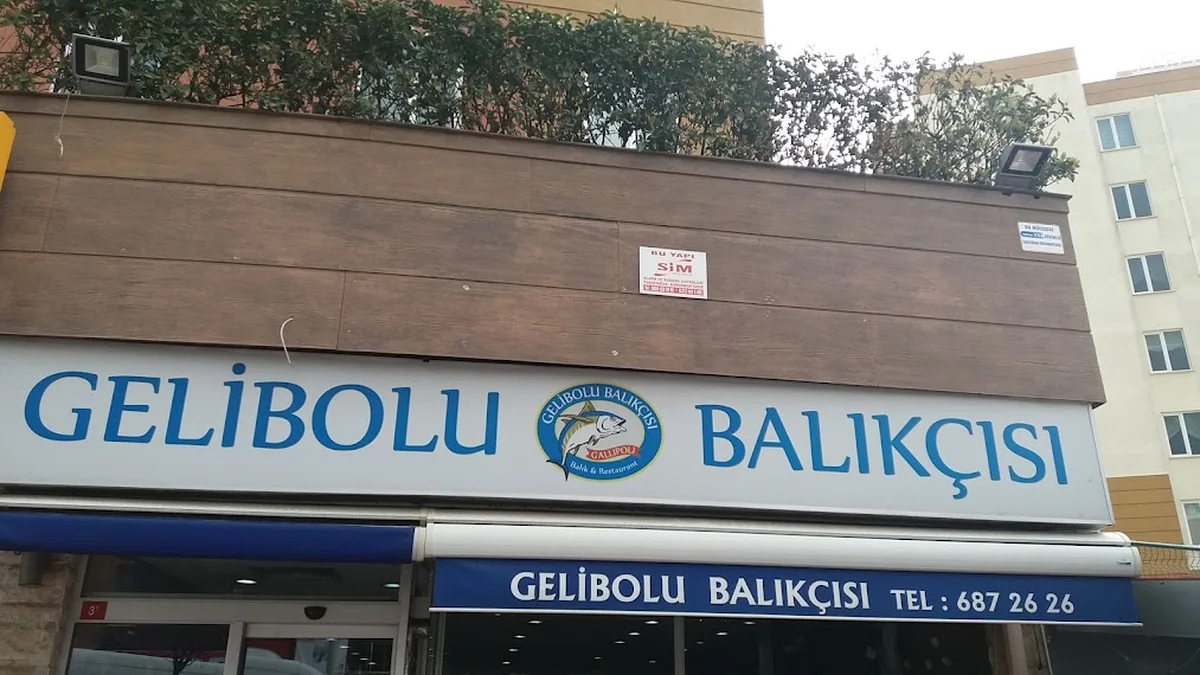 BU YAPI
SİM
GELİBOLU BALIKÇISI
GELİBOLU BALIKÇISI
GALLIPOLI
Balık & Restaurant
GELİBOLU BALIKÇISI TEL : 687 26 26
3